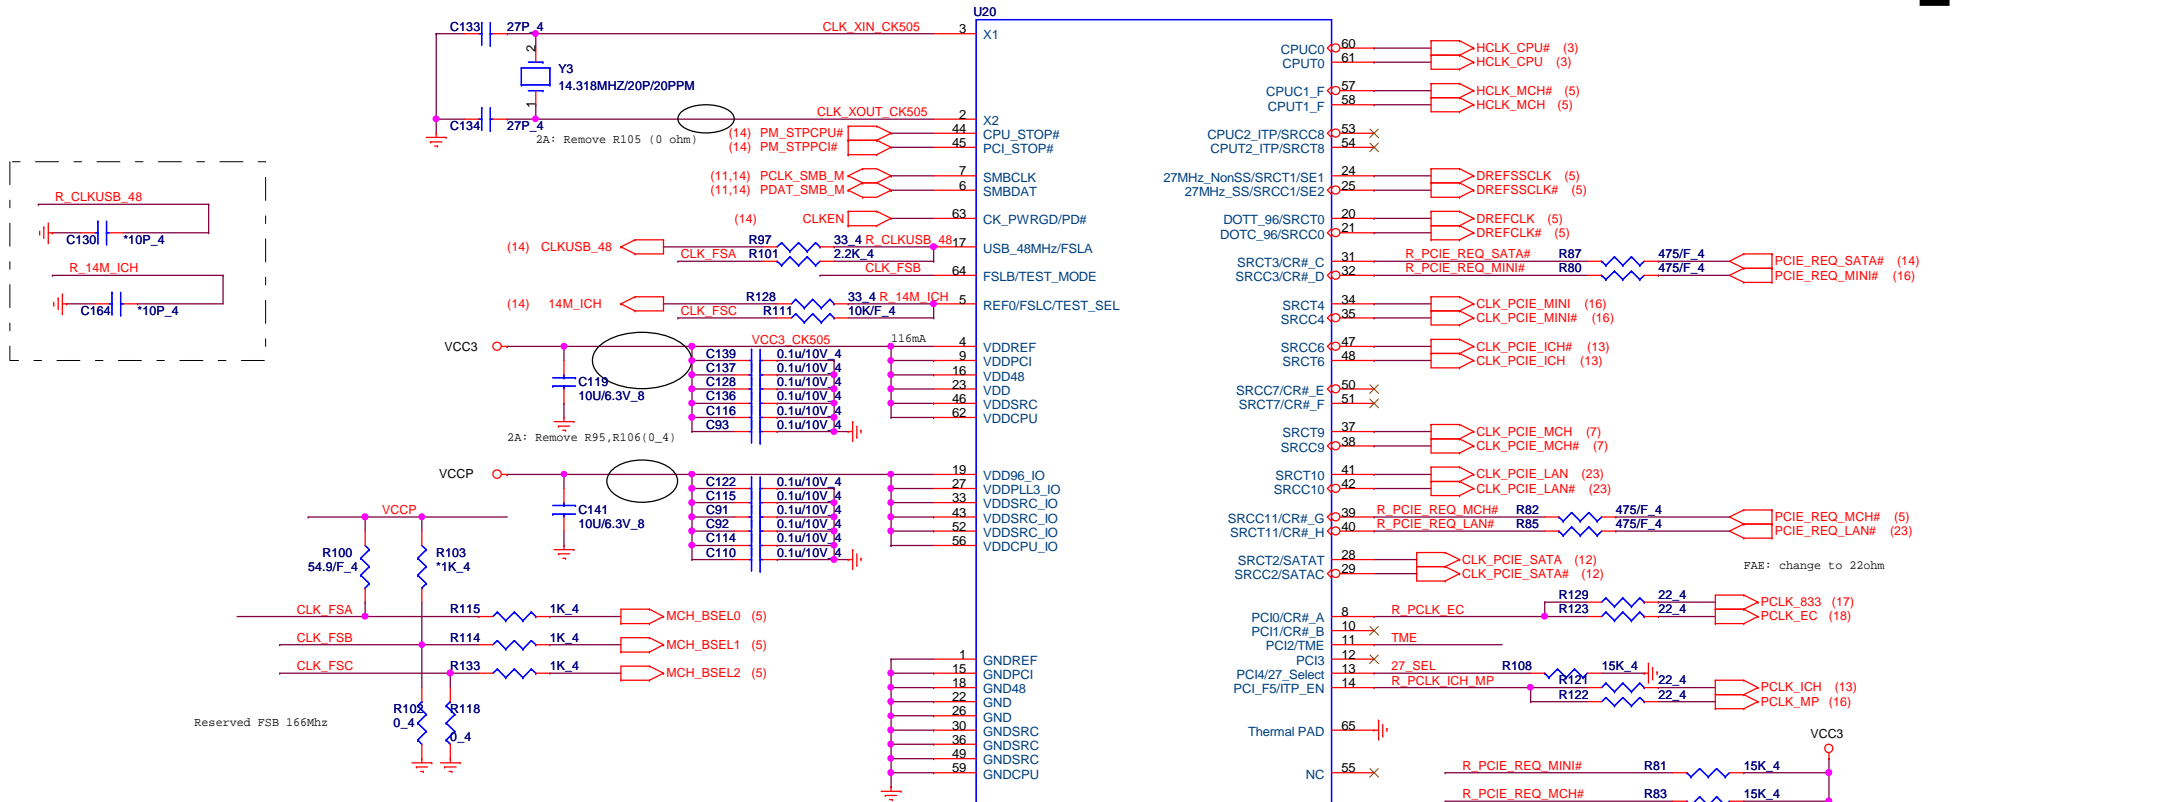 U20
C133 27P_4 CLK_XIN_CK505 3 X1
2
Y3
14.318MHZ/20P/20PPM
1
C134 27P_4 CLK_XOUT_CK505 2 X2
2A: Remove R105 (0 ohm)
(14) PM_STPCPU# 44 CPU_STOP#
(14) PM_STPPCI# 45 PCI_STOP#
(11,14) PCLK_SMB_M 7 SMBCLK
(11,14) PDAT_SMB_M 6 SMBDAT
(14) CLKEN 63 CK_PWRGD/PD#
(14) CLKUSB_48 R97 33_4 R_CLKUSB_48 17 USB_48MHz/FSLA
CLK_FSA R101 2.2K_4
CLK_FSB 64 FSLB/TEST_MODE
(14) 14M_ICH R128 33_4 R_14M_ICH 5 REF0/FSLC/TEST_SEL
CLK_FSC R111 10K/F_4
R_CLKUSB_48
C130 *10P_4
R_14M_ICH
C164 *10P_4
VCC3 VCC3_CK505 116mA 4 VDDREF
C139 0.1u/10V_4 9 VDDPCI
C137 0.1u/10V_4 16 VDD48
C128 0.1u/10V_4 23 VDD
C136 0.1u/10V_4 46 VDDSRC
C116 0.1u/10V_4 62 VDDCPU
C93 0.1u/10V_4
C119
10U/6.3V_8
2A: Remove R95,R106(0_4)
VCCP 19 VDD96_IO
C122 0.1u/10V_4 27 VDDPLL3_IO
C115 0.1u/10V_4 33 VDDSRC_IO
C91 0.1u/10V_4 43 VDDSRC_IO
C92 0.1u/10V_4 52 VDDSRC_IO
C114 0.1u/10V_4 56 VDDCPU_IO
C110 0.1u/10V_4
C141
10U/6.3V_8
VCCP
R100
54.9/F_4
R103
*1K_4
CLK_FSA R115 1K_4 MCH_BSEL0 (5)
CLK_FSB R114 1K_4 MCH_BSEL1 (5)
CLK_FSC R133 1K_4 MCH_BSEL2 (5)
R102
0_4
R118
0_4
Reserved FSB 166Mhz
1 GNDREF
15 GNDPCI
18 GND48
22 GND
26 GND
30 GNDSRC
36 GNDSRC
49 GNDSRC
59 GNDCPU
CPUC0 60 HCLK_CPU# (3)
CPUT0 61 HCLK_CPU (3)
CPUC1_F 57 HCLK_MCH# (5)
CPUT1_F 58 HCLK_MCH (5)
CPUC2_ITP/SRCC8 53
CPUT2_ITP/SRCT8 54
27MHz_NonSS/SRCT1/SE1 24 DREFSSCLK (5)
27MHz_SS/SRCC1/SE2 25 DREFSSCLK# (5)
DOTT_96/SRCT0 20 DREFCLK (5)
DOTC_96/SRCC0 21 DREFCLK# (5)
SRCT3/CR#_C 31 R_PCIE_REQ_SATA# R87 475/F_4 PCIE_REQ_SATA# (14)
SRCC3/CR#_D 32 R_PCIE_REQ_MINI# R80 475/F_4 PCIE_REQ_MINI# (16)
SRCT4 34 CLK_PCIE_MINI (16)
SRCC4 35 CLK_PCIE_MINI# (16)
SRCC6 47 CLK_PCIE_ICH# (13)
SRCT6 48 CLK_PCIE_ICH (13)
SRCC7/CR#_E 50
SRCT7/CR#_F 51
SRCT9 37 CLK_PCIE_MCH (7)
SRCC9 38 CLK_PCIE_MCH# (7)
SRCT10 41 CLK_PCIE_LAN (23)
SRCC10 42 CLK_PCIE_LAN# (23)
SRCC11/CR#_G 39 R_PCIE_REQ_MCH# R82 475/F_4 PCIE_REQ_MCH# (5)
SRCT11/CR#_H 40 R_PCIE_REQ_LAN# R85 475/F_4 PCIE_REQ_LAN# (23)
SRCT2/SATAT 28 CLK_PCIE_SATA (12)
SRCC2/SATAC 29 CLK_PCIE_SATA# (12)
FAE: change to 22ohm
R129 22_4 PCLK_833 (17)
PCI0/CR#_A 8 R_PCLK_EC R123 22_4 PCLK_EC (18)
PCI1/CR#_B 10
PCI2/TME 11 TME
PCI3 12
PCI4/27_Select 13 27_SEL R108 15K_4
PCI_F5/ITP_EN 14 R_PCLK_ICH_MP R121 22_4 PCLK_ICH (13)
R122 22_4 PCLK_MP (16)
Thermal PAD 65
NC 55
VCC3
R_PCIE_REQ_MINI# R81 15K_4
R_PCIE_REQ_MCH# R83 15K_4